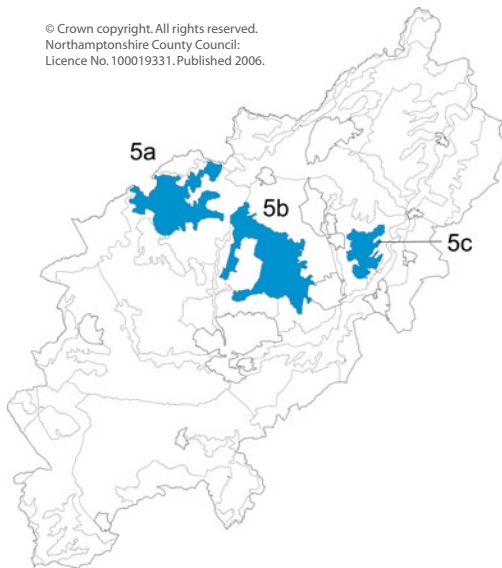 © Crown copyright. All rights reserved.
Northamptonshire County Council:
Licence No. 100019331. Published 2006.
5a
5b
5c